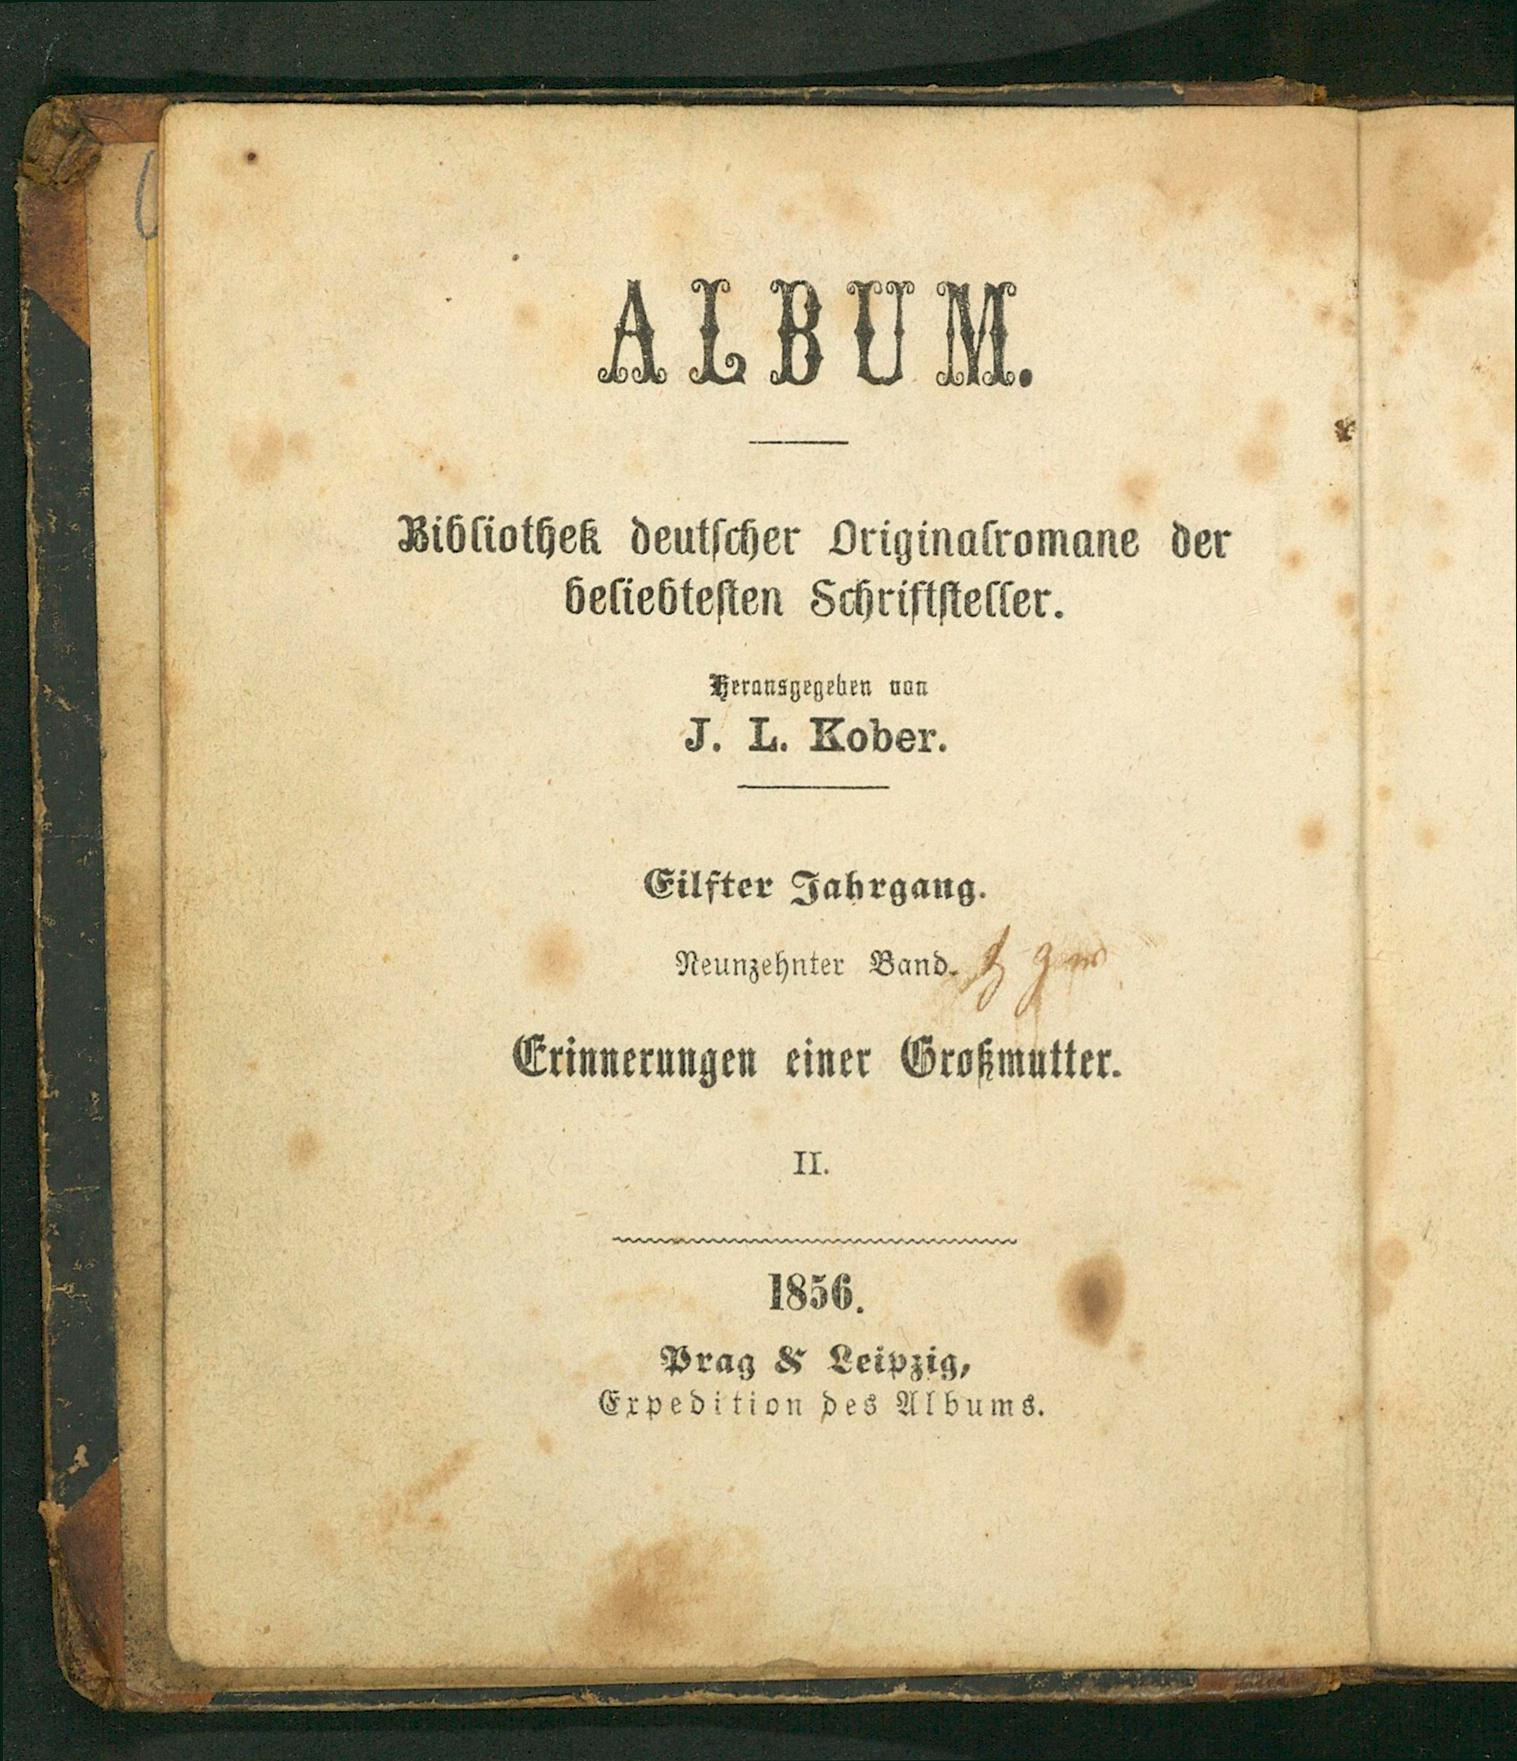 ALBUM.
Bibliothek deutscher Originalromane der
beliebtesten Schriftsteller.
Herausgegeben von
J. L. Kober.
Eilfter Jahrgang.
Neunzehnter Band.
Erinnerungen einer Großmutter.
II.
1856.
Prag & Leipzig,
Expedition des Albums.